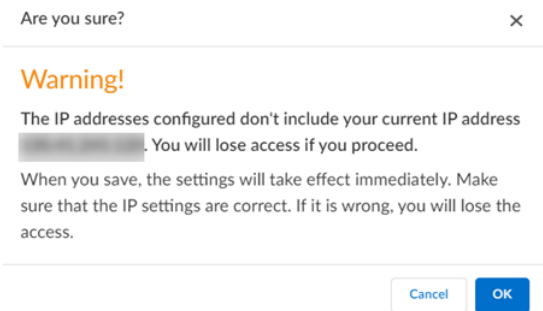 Are you sure?
Warning!
The IP addresses configured don't include your current IP address
. You will lose access if you proceed.
When you save, the settings will take effect immediately. Make
sure that the IP settings are correct. If it is wrong, you will lose the
access.
Cancel OK